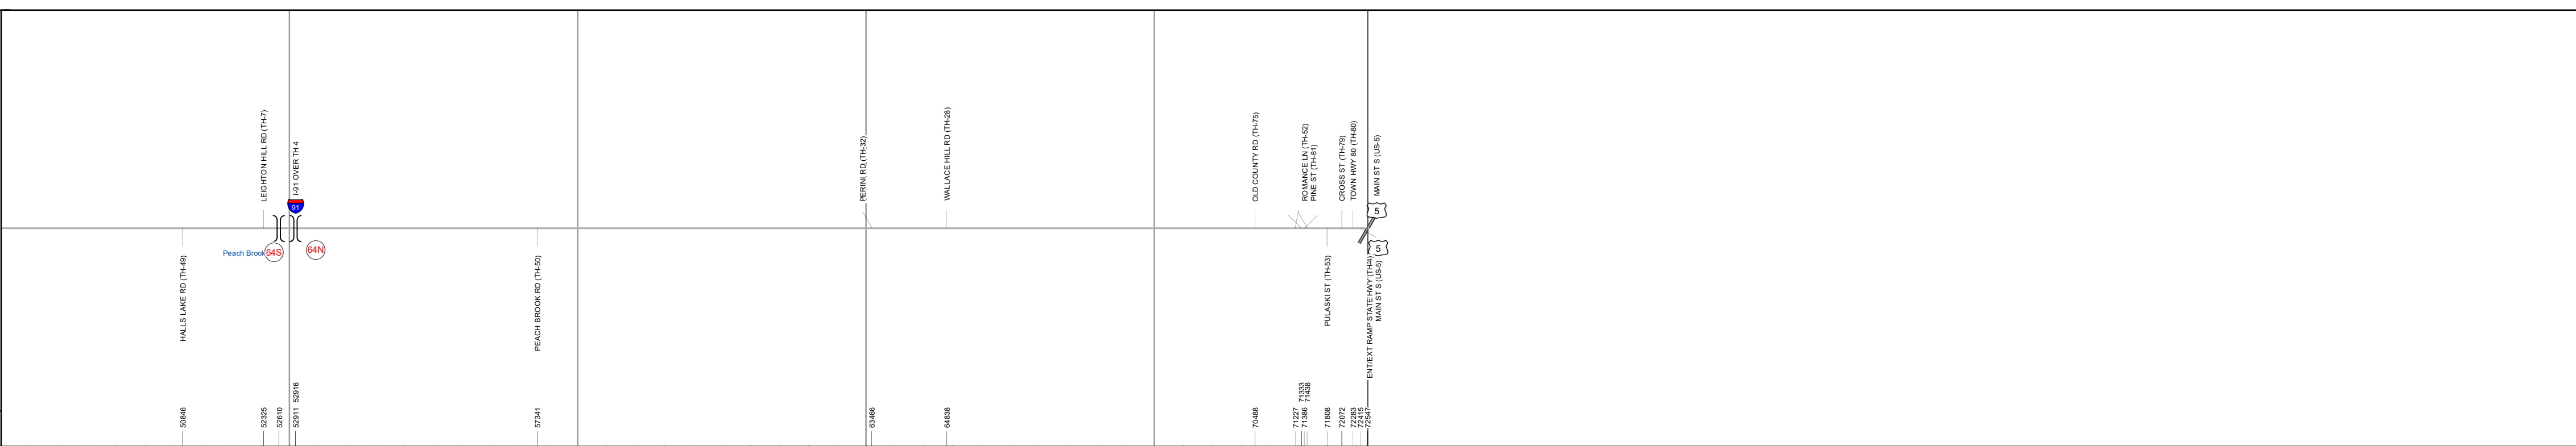 LEIGHTON HILL RD (TH-7)
I-91 OVER TH 4
PERINI RD (TH-32)
WALLACE HILL RD (TH-28)
OLD COUNTY RD (TH-75)
ROMANCE LN (TH-52)
PINE ST (TH-81)
CROSS ST (TH-79)
TOWN HWY 80 (TH-80)
MAIN ST S (US-5)
91
5
Peach Brook
64S
64N
5
HALLS LAKE RD (TH-49)
PEACH BROOK RD (TH-50)
PULASKI ST (TH-53)
ENT/EXT RAMP STATE HWY (TH-4)
MAIN ST S (US-5)
50846
52325
52610
52911 52916
57341
63466
64838
70488
71227
71333
71386
71438
71808
72072
72283
72415
72547